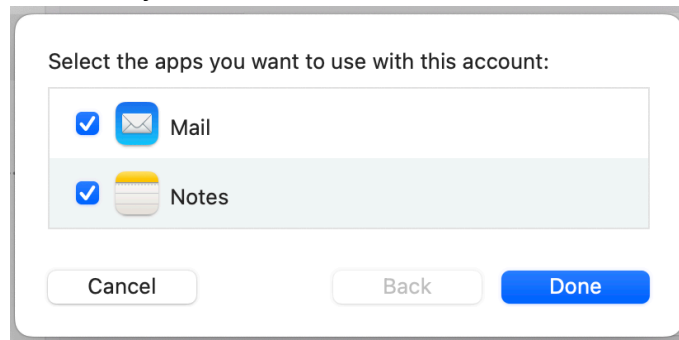 Select the apps you want to use with this account:
Mail
Notes
Cancel Back Done